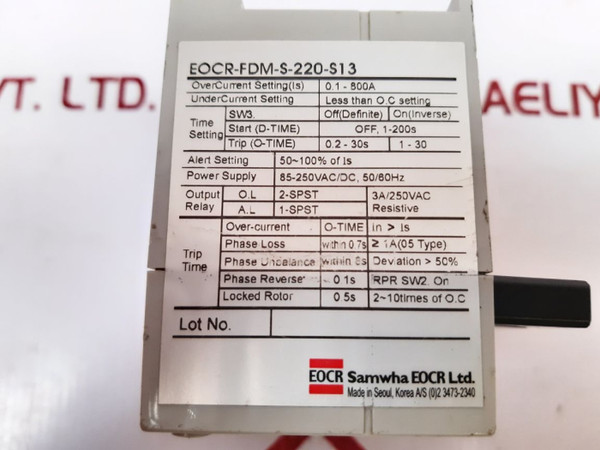 EOCR-FDM-S-220-S13
OverCurrent Setting(Is) 0.1 - 800A
UnderCurrent Setting Less than O.C setting
Time Setting SW3. Off(Definite) On(Inverse)
Start (D-TIME) OFF, 1-200s
Trip (O-TIME) 0.2 - 30s 1 - 30
Alert Setting 50~100% of Is
Power Supply 85-250VAC/DC, 50/60Hz
Output Relay O.L 2-SPST 3A/250VAC Resistive
A.L 1-SPST
Trip Time Over-current O-TIME in > Is
Phase Loss within 0.7s ≥ 1A(05 Type)
Phase Unbalance within 8s Deviation > 50%
Phase Reverse 0.1s RPR SW2. On
Locked Rotor 0.5s 2~10times of O.C
Lot No.
EOCR Samwha EOCR Ltd.
Made in Seoul, Korea A/S (0)2 3473-2340
VT. LTD.
AELIY